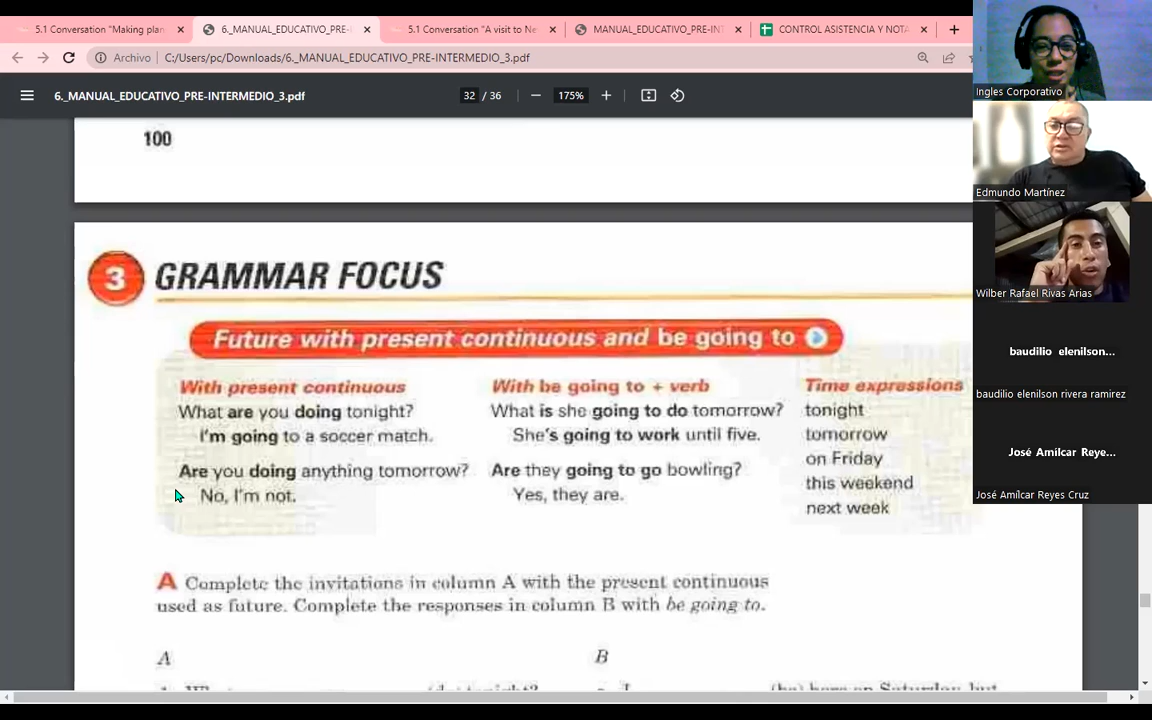 5.1 Conversation "Making plan
6._MANUAL_EDUCATIVO_PRE-
5.1 Conversation "A visit to Ne
MANUAL_EDUCATIVO_PRE-INT
CONTROL ASISTENCIA Y NOTA
Archivo
C:/Users/pc/Downloads/6._MANUAL_EDUCATIVO_PRE-INTERMEDIO_3.pdf
6._MANUAL_EDUCATIVO_PRE-INTERMEDIO_3.pdf
32 / 36
175%
100
3 GRAMMAR FOCUS
Future with present continuous and be going to
With present continuous
What are you doing tonight?
I'm going to a soccer match.
Are you doing anything tomorrow?
No, I'm not.
With be going to + verb
What is she going to do tomorrow?
She's going to work until five.
Are they going to go bowling?
Yes, they are.
Time expressions
tonight
tomorrow
on Friday
this weekend
next week
A Complete the invitations in column A with the present continuous
used as future. Complete the responses in column B with be going to.
A
B
Ingles Corporativo
Edmundo Martínez
Wilber Rafael Rivas Arias
baudilio elenilson...
baudilio elenilson rivera ramirez
José Amílcar Reye...
José Amílcar Reyes Cruz